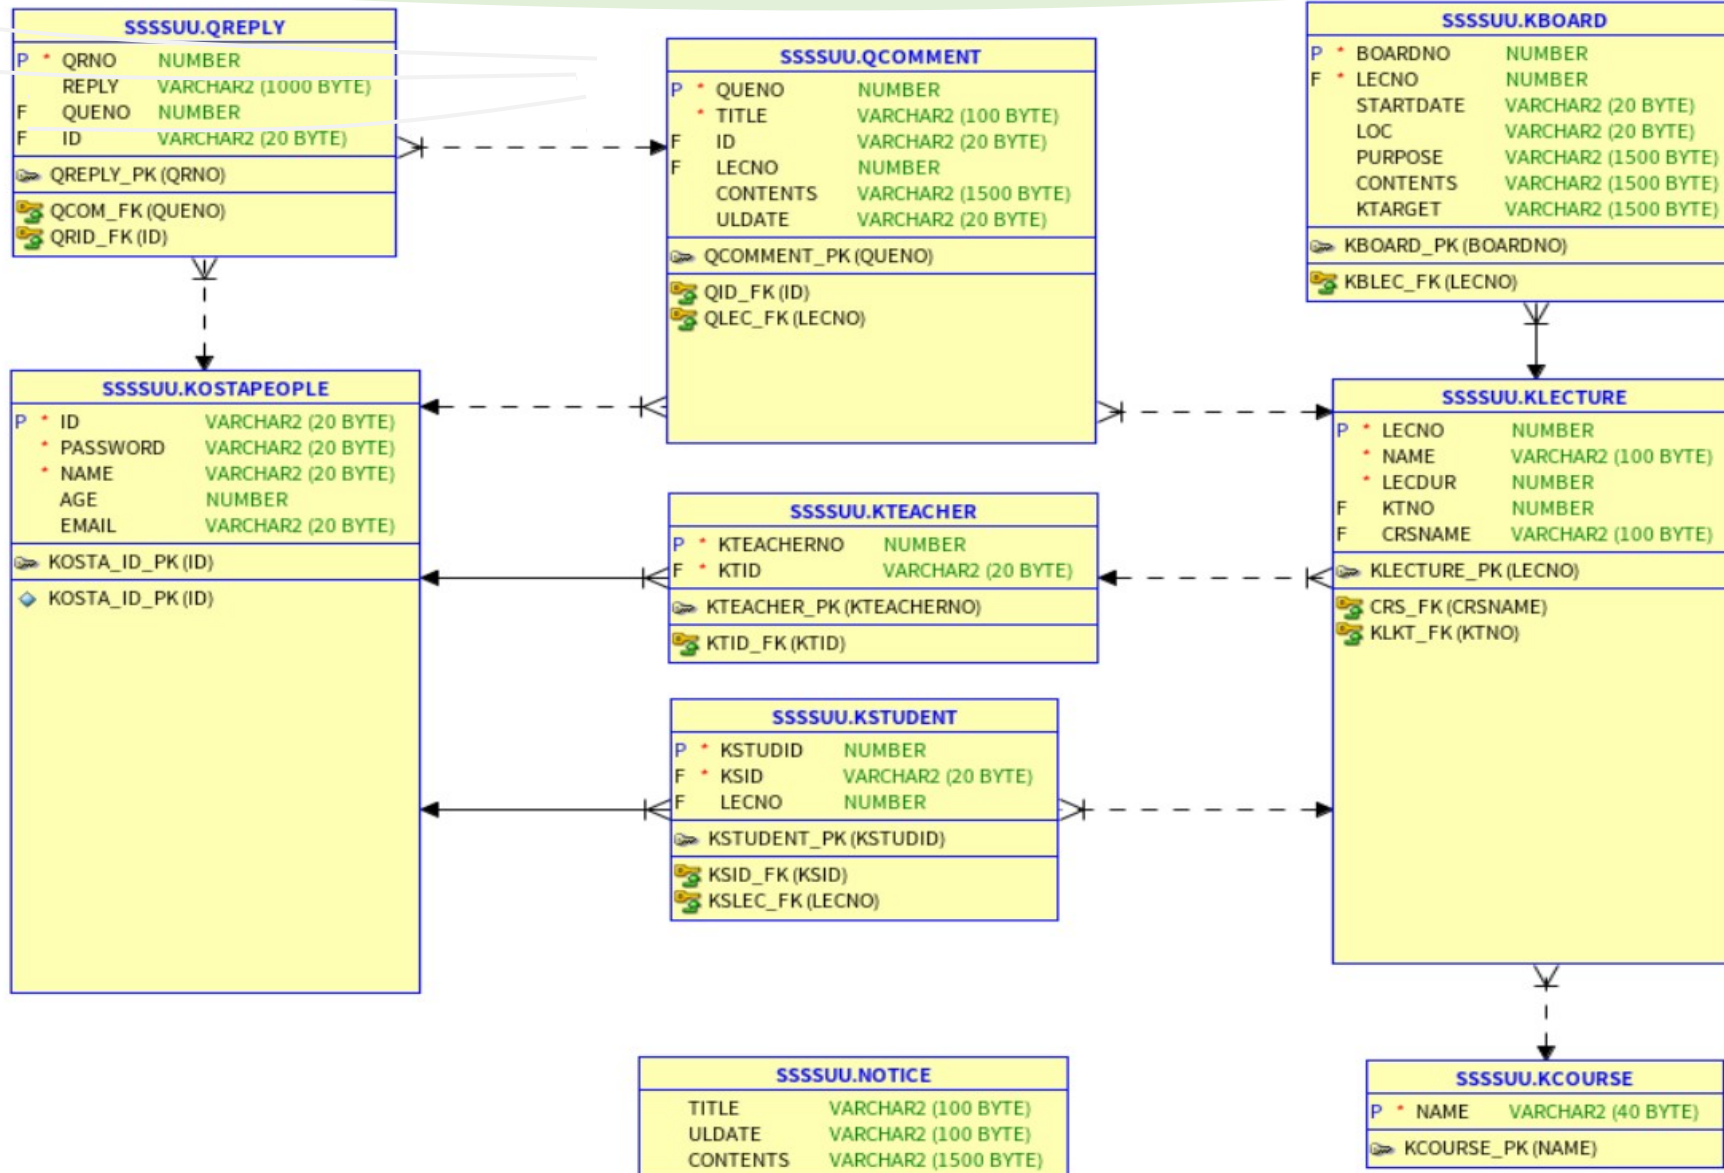 SSSSUU.QREPLY
P * QRNO NUMBER
REPLY VARCHAR2 (1000 BYTE)
F QUENO NUMBER
F ID VARCHAR2 (20 BYTE)
QREPLY_PK (QRNO)
QCOM_FK (QUENO)
QRID_FK (ID)
SSSSUU.QCOMMENT
P * QUENO NUMBER
* TITLE VARCHAR2 (100 BYTE)
F ID VARCHAR2 (20 BYTE)
F LECNO NUMBER
CONTENTS VARCHAR2 (1500 BYTE)
ULDATE VARCHAR2 (20 BYTE)
QCOMMENT_PK (QUENO)
QID_FK (ID)
QLEC_FK (LECNO)
SSSSUU.KBOARD
P * BOARDNO NUMBER
F * LECNO NUMBER
STARTDATE VARCHAR2 (20 BYTE)
LOC VARCHAR2 (20 BYTE)
PURPOSE VARCHAR2 (1500 BYTE)
CONTENTS VARCHAR2 (1500 BYTE)
KTARGET VARCHAR2 (1500 BYTE)
KBOARD_PK (BOARDNO)
KBLEC_FK (LECNO)
SSSSUU.KOSTAPEOPLE
P * ID VARCHAR2 (20 BYTE)
* PASSWORD VARCHAR2 (20 BYTE)
* NAME VARCHAR2 (20 BYTE)
AGE NUMBER
EMAIL VARCHAR2 (20 BYTE)
KOSTA_ID_PK (ID)
KOSTA_ID_PK (ID)
SSSSUU.KTEACHER
P * KTEACHERNO NUMBER
F * KTID VARCHAR2 (20 BYTE)
KTEACHER_PK (KTEACHERNO)
KTID_FK (KTID)
SSSSUU.KLECTURE
P * LECNO NUMBER
* NAME VARCHAR2 (100 BYTE)
* LECDUR NUMBER
F KTNO NUMBER
F CRSNAME VARCHAR2 (100 BYTE)
KLECTURE_PK (LECNO)
CRS_FK (CRSNAME)
KLKT_FK (KTNO)
SSSSUU.KSTUDENT
P * KSTUDID NUMBER
F * KSID VARCHAR2 (20 BYTE)
F LECNO NUMBER
KSTUDENT_PK (KSTUDID)
KSID_FK (KSID)
KSLEC_FK (LECNO)
SSSSUU.NOTICE
TITLE VARCHAR2 (100 BYTE)
ULDATE VARCHAR2 (100 BYTE)
CONTENTS VARCHAR2 (1500 BYTE)
SSSSUU.KCOURSE
P * NAME VARCHAR2 (40 BYTE)
KCOURSE_PK (NAME)